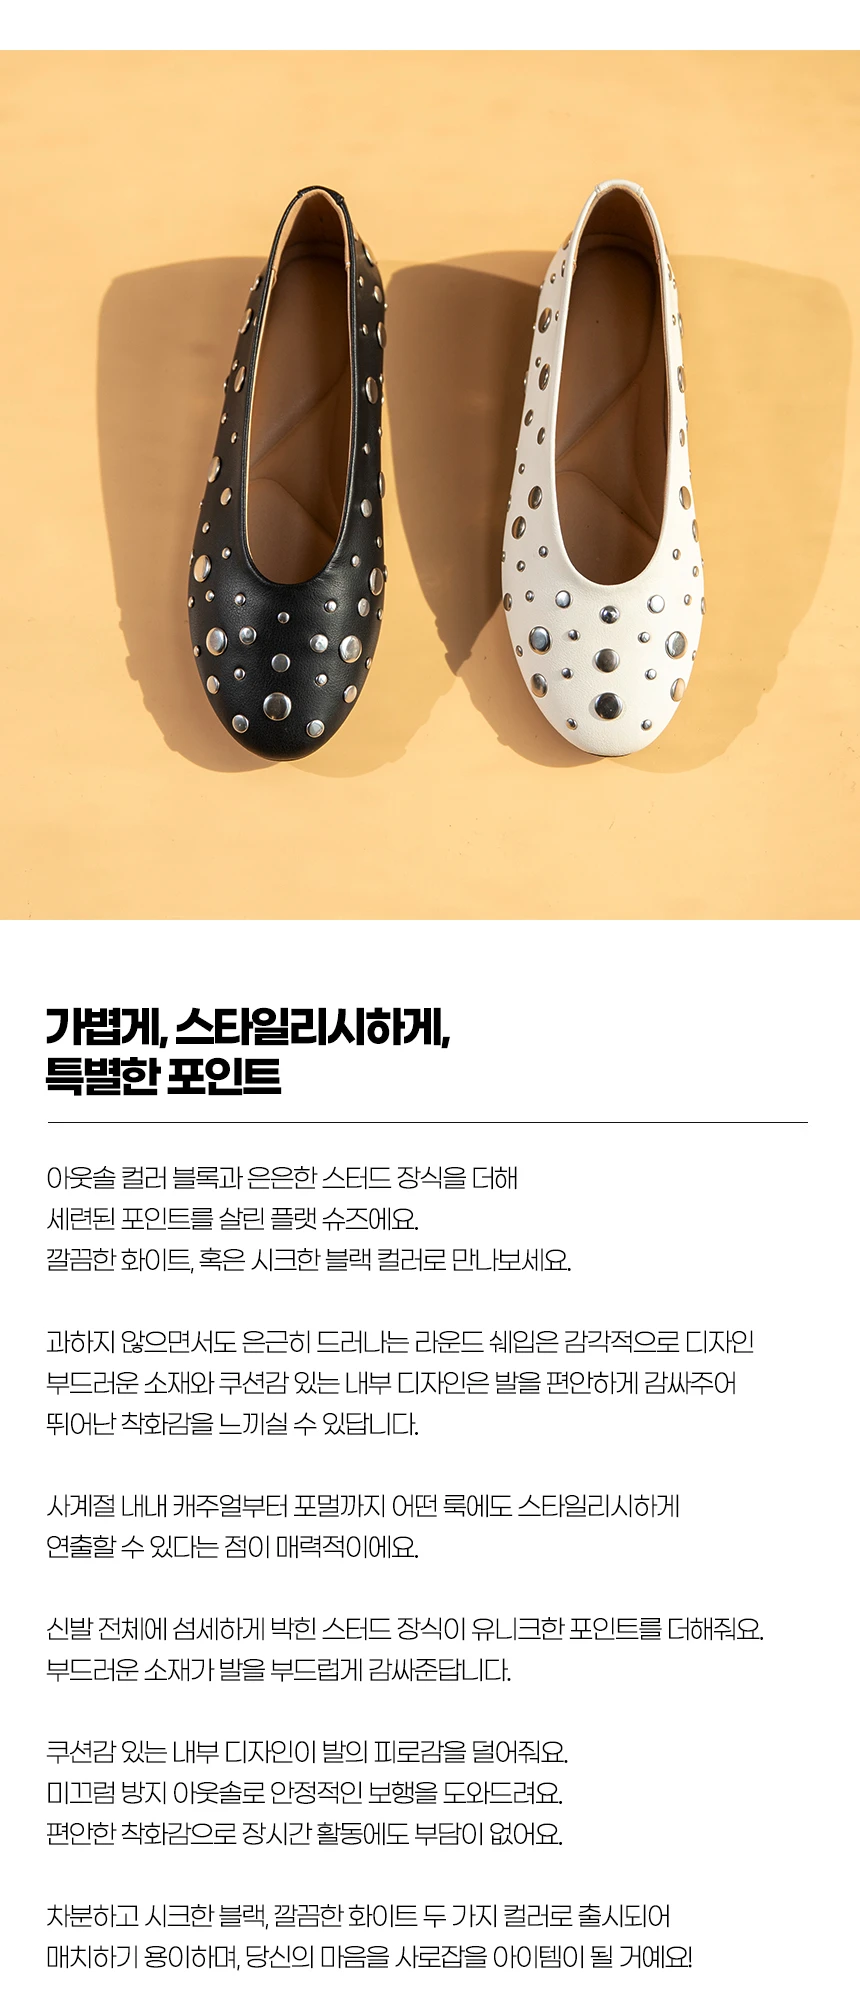 가볍게, 스타일리시하게,
특별한 포인트
아웃솔 컬러 블록과 은은한 스터드 장식을 더해
세련된 포인트를 살린 플랫 슈즈에요.
깔끔한 화이트, 혹은 시크한 블랙 컬러로 만나보세요.
과하지 않으면서도 은근히 드러나는 라운드 쉐입은 감각적으로 디자인
부드러운 소재와 쿠션감 있는 내부 디자인은 발을 편안하게 감싸주어
뛰어난 착화감을 느끼실 수 있답니다.
사계절 내내 캐주얼부터 포멀까지 어떤 룩에도 스타일리시하게
연출할 수 있다는 점이 매력적이에요.
신발 전체에 섬세하게 박힌 스터드 장식이 유니크한 포인트를 더해줘요.
부드러운 소재가 발을 부드럽게 감싸준답니다.
쿠션감 있는 내부 디자인이 발의 피로감을 덜어줘요.
미끄럼 방지 아웃솔로 안정적인 보행을 도와드려요.
편안한 착화감으로 장시간 활동에도 부담이 없어요.
차분하고 시크한 블랙, 깔끔한 화이트 두 가지 컬러로 출시되어
매치하기 용이하며, 당신의 마음을 사로잡을 아이템이 될 거예요!